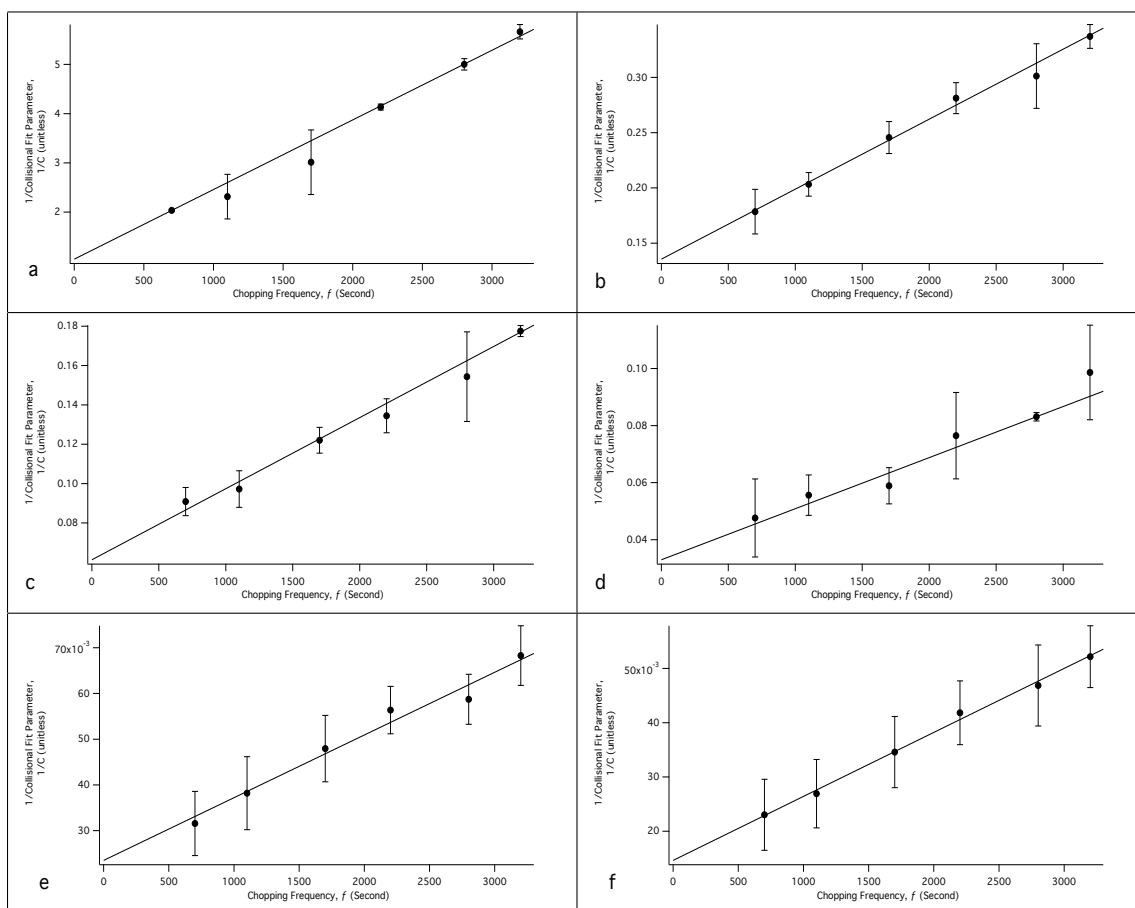 1/Collisional Fit Parameter,
1/C (unitless)
5
4
3
2
0
500
1000
1500
2000
2500
3000
Chopping Frequency, f (Second)
a
1/Collisional Fit Parameter,
1/C (unitless)
0.30
0.25
0.20
0.15
0
500
1000
1500
2000
2500
3000
Chopping Frequency, f (Second)
b
1/Collisional Fit Parameter,
1/C (unitless)
0.18
0.16
0.14
0.12
0.10
0.08
0
500
1000
1500
2000
2500
3000
Chopping Frequency, f (Second)
c
1/Collisional Fit Parameter,
1/C (unitless)
0.10
0.08
0.06
0.04
0
500
1000
1500
2000
2500
3000
Chopping Frequency, f (Second)
d
1/Collisional Fit Parameter,
1/C (unitless)
70x10⁻³
60
50
40
30
0
500
1000
1500
2000
2500
3000
Chopping Frequency, f (Second)
e
1/Collisional Fit Parameter,
1/C (unitless)
50x10⁻³
40
30
20
0
500
1000
1500
2000
2500
3000
Chopping Frequency, f (Second)
f